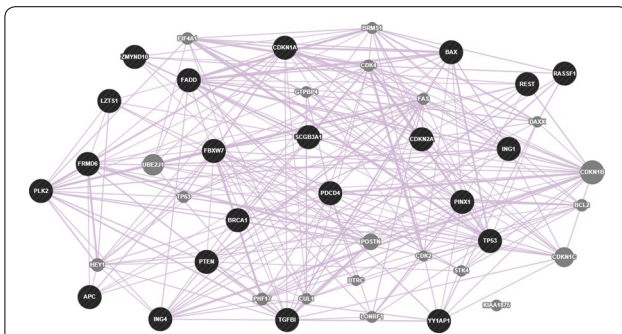 EIF4A1
BRMS1
ZMYND10
CDKN1A
BAX
CDK4
FADD
RASSF1
REST
GTPBP4
FAS
LZTS1
DAXX
SCGB3A1
CDKN2A
ING1
FBXW7
FRMD6
UBE2J1
CDKN1B
PLK2
TP63
PDCD4
PINX1
BCL2
BRCA1
POSTN
TP53
PTEN
CDK2
CDKN1C
HEY1
STK4
BTRC
APC
PHF17
CUL1
ING4
TGFBI
LONRF1
YY1AP1